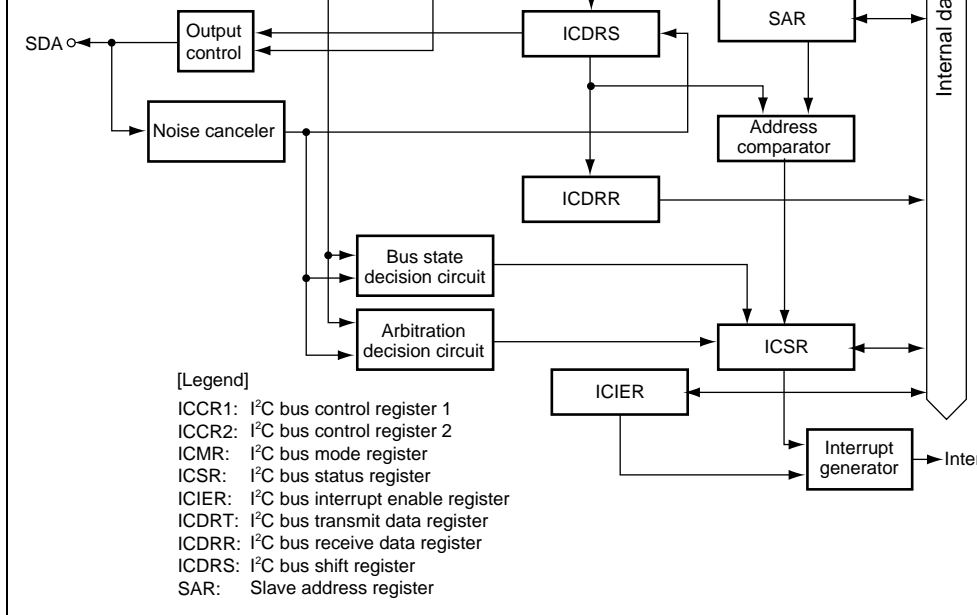 SDA
Output
control
ICDRS
SAR
Noise canceler
Address
comparator
ICDRR
Bus state
decision circuit
Arbitration
decision circuit
ICSR
ICIER
Interrupt
generator
Internal
[Legend]
ICCR1: I²C bus control register 1
ICCR2: I²C bus control register 2
ICMR: I²C bus mode register
ICSR: I²C bus status register
ICIER: I²C bus interrupt enable register
ICDRT: I²C bus transmit data register
ICDRR: I²C bus receive data register
ICDRS: I²C bus shift register
SAR: Slave address register